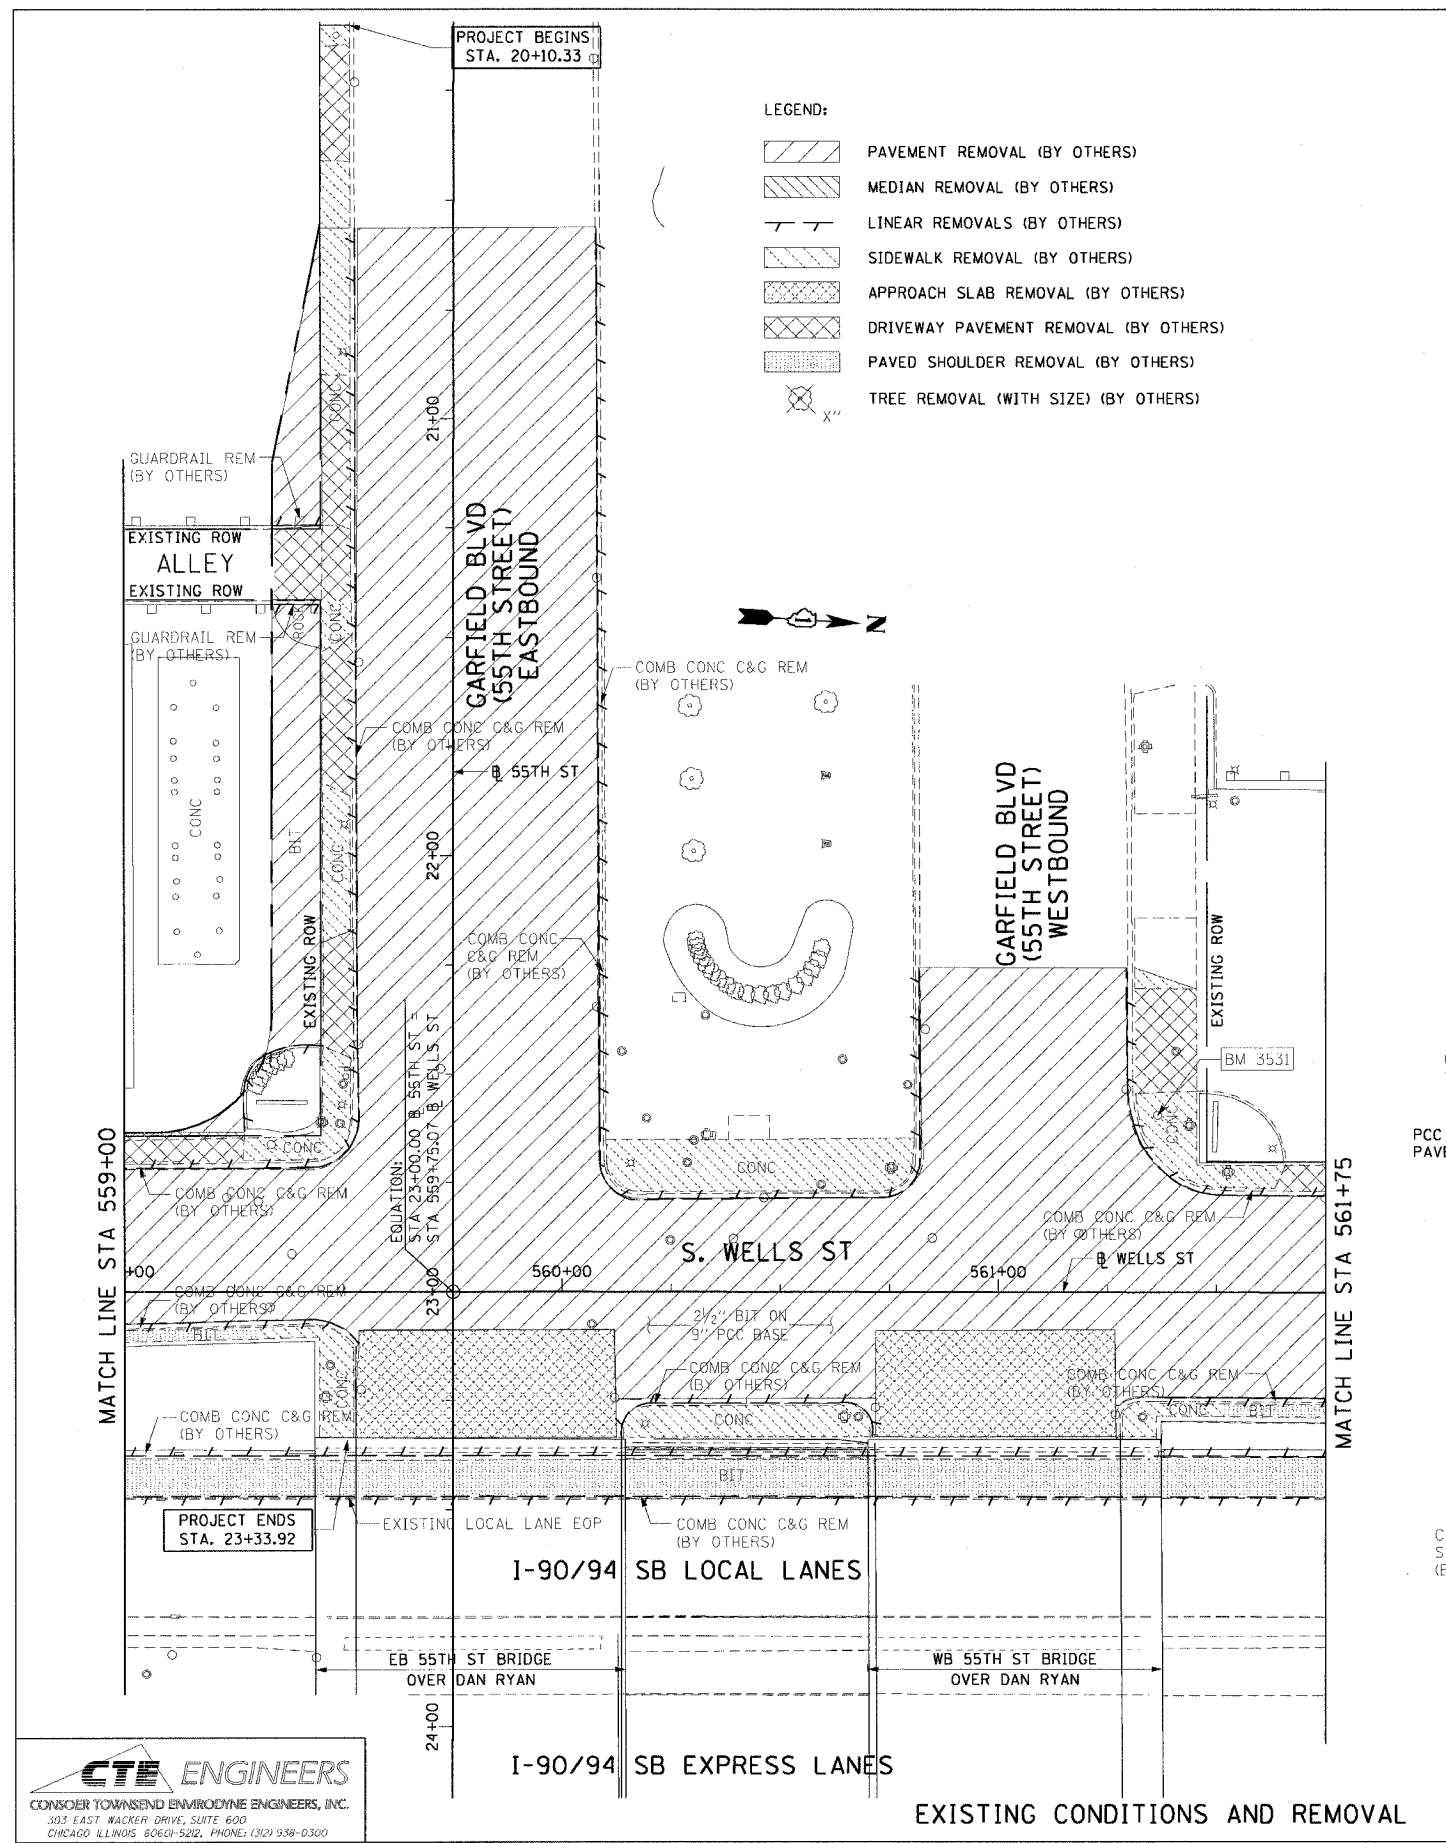 PROJECT BEGINS
STA. 20+10.33
LEGEND:
PAVEMENT REMOVAL (BY OTHERS)
MEDIAN REMOVAL (BY OTHERS)
LINEAR REMOVALS (BY OTHERS)
SIDEWALK REMOVAL (BY OTHERS)
APPROACH SLAB REMOVAL (BY OTHERS)
DRIVEWAY PAVEMENT REMOVAL (BY OTHERS)
PAVED SHOULDER REMOVAL (BY OTHERS)
X"
TREE REMOVAL (WITH SIZE) (BY OTHERS)
CONC
21+00
GUARDRAIL REM
(BY OTHERS)
EXISTING ROW
ALLEY
EXISTING ROW
GUARDRAIL REM
(BY OTHERS)
CONC
GARFIELD BLVD
(55TH STREET)
EASTBOUND
N
COMB CONC C&G REM
(BY OTHERS)
COMB CONC C&G REM
(BY OTHERS)
B 55TH ST
CONC
BIT
CONC
22+00
GARFIELD BLVD
(55TH STREET)
WESTBOUND
EXISTING ROW
EXISTING ROW
COMB CONC
C&G REM
(BY OTHERS)
BM 3531
EQUATION:
STA 23+00.00 B 55TH ST =
STA 559+75.07 B WELLS ST
CONC
CONC
CONC
PCC
PAVE
MATCH LINE STA 559+00
MATCH LINE STA 561+75
COMB CONC C&G REM
(BY OTHERS)
COMB CONC C&G REM
(BY OTHERS)
S. WELLS ST
B WELLS ST
+00
23+00
560+00
561+00
COMB CONC C&G REM
(BY OTHERS)
BIT
2½" BIT ON
9" PCC BASE
COMB CONC C&G REM
(BY OTHERS)
COMB CONC C&G REM
(BY OTHERS)
CONC
CONC
CONC
BIT
COMB CONC C&G REM
(BY OTHERS)
BIT
PROJECT ENDS
STA. 23+33.92
EXISTING LOCAL LANE EOP
COMB CONC C&G REM
(BY OTHERS)
I-90/94 SB LOCAL LANES
EB 55TH ST BRIDGE
OVER DAN RYAN
WB 55TH ST BRIDGE
OVER DAN RYAN
24+00
I-90/94 SB EXPRESS LANES
CTE ENGINEERS
CONSOER TOWNSEND ENVIRODYNE ENGINEERS, INC.
303 EAST WACKER DRIVE, SUITE 600
CHICAGO ILLINOIS 60601-5212, PHONE: (312) 938-0300
EXISTING CONDITIONS AND REMOVAL